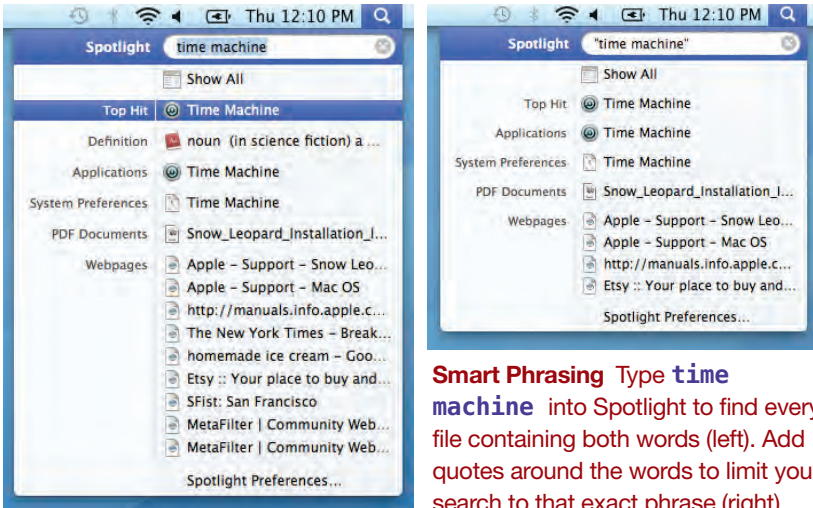 Thu 12:10 PM
Spotlight time machine
Show All
Top Hit Time Machine
Definition noun (in science fiction) a ...
Applications Time Machine
System Preferences Time Machine
PDF Documents Snow_Leopard_Installation_I...
Webpages Apple – Support – Snow Leo...
Apple – Support – Mac OS
http://manuals.info.apple.c...
The New York Times – Break...
homemade ice cream – Goo...
Etsy :: Your place to buy and...
SFist: San Francisco
MetaFilter | Community Web...
MetaFilter | Community Web...
Spotlight Preferences...
Thu 12:10 PM
Spotlight "time machine"
Show All
Top Hit Time Machine
Applications Time Machine
System Preferences Time Machine
PDF Documents Snow_Leopard_Installation_I...
Webpages Apple – Support – Snow Leo...
Apple – Support – Mac OS
http://manuals.info.apple.c...
Etsy :: Your place to buy and...
Spotlight Preferences...
Smart Phrasing Type time
machine into Spotlight to find every
file containing both words (left). Add
quotes around the words to limit you
search to that exact phrase (right)